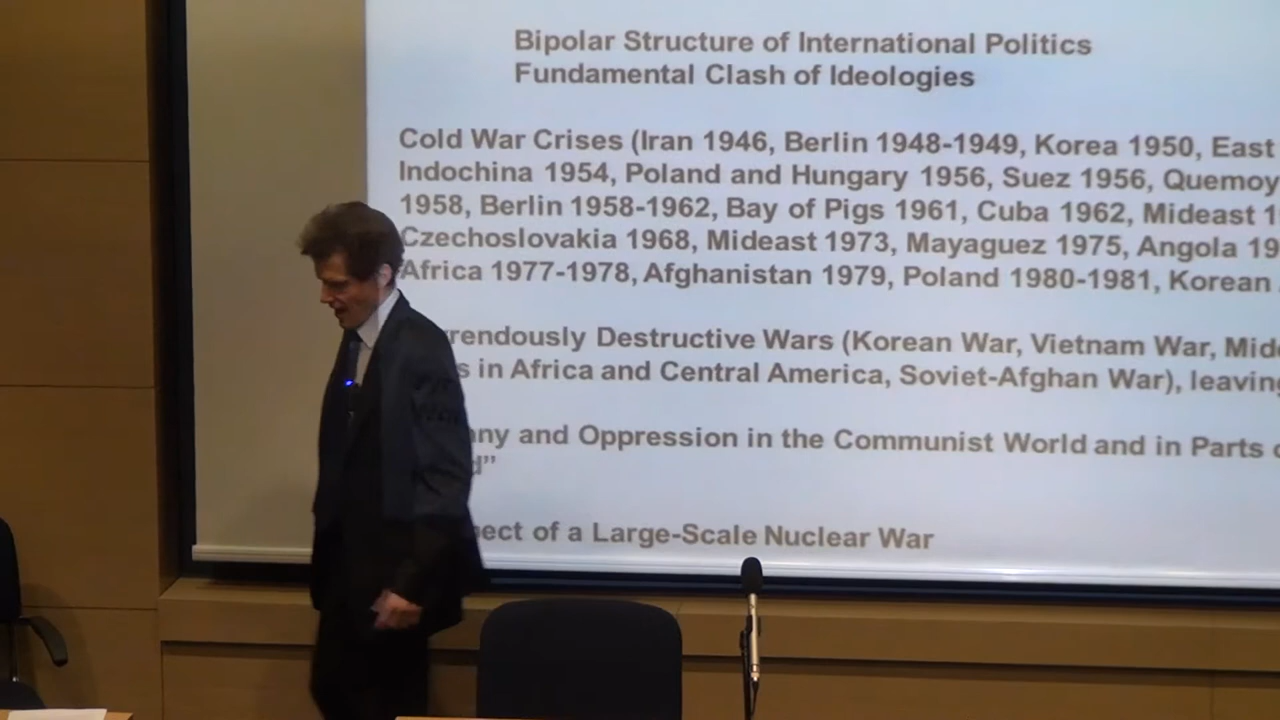 Bipolar Structure of International Politics
Fundamental Clash of Ideologies
Cold War Crises (Iran 1946, Berlin 1948-1949, Korea 1950, East
Indochina 1954, Poland and Hungary 1956, Suez 1956, Quemoy
1958, Berlin 1958-1962, Bay of Pigs 1961, Cuba 1962, Mideast 1
Czechoslovakia 1968, Mideast 1973, Mayaguez 1975, Angola 19
Africa 1977-1978, Afghanistan 1979, Poland 1980-1981, Korean
Destructive Wars (Korean War, Vietnam War,
in Africa and Central America, Soviet-Afghan War), leaving
and Oppression in the Communist World and in Parts
of a Large-Scale Nuclear War